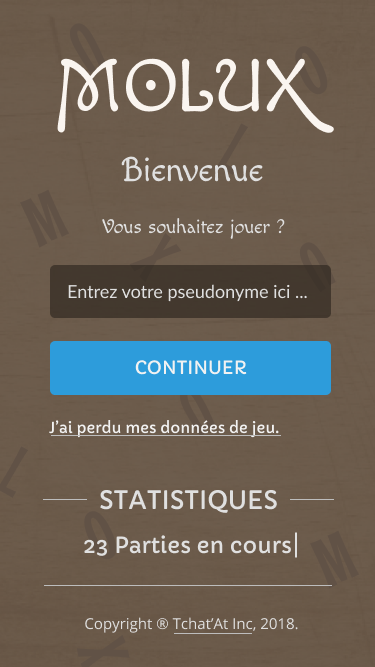 MOLUX
Bienvenue
Vous souhaitez jouer ?
Entrez votre pseudonyme ici ...
CONTINUER
J'ai perdu mes données de jeu.
STATISTIQUES
23 Parties en cours|
Copyright ® Tchat'At Inc, 2018.